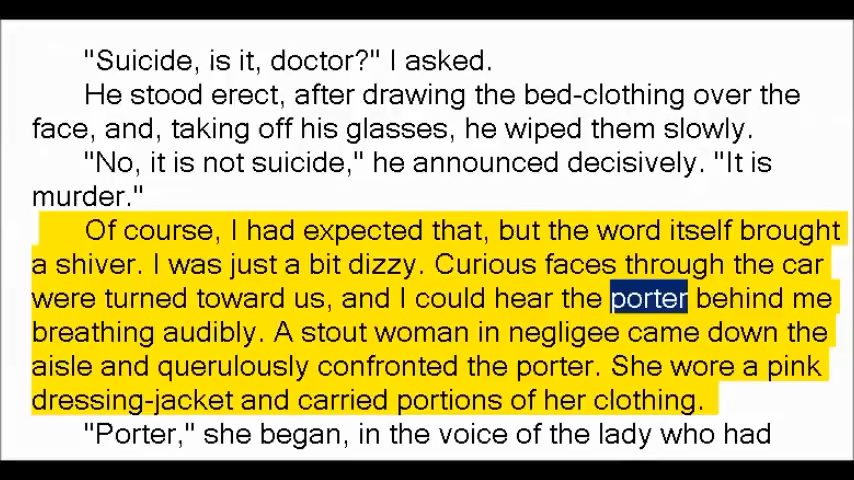 "Suicide, is it, doctor?" I asked.
He stood erect, after drawing the bed-clothing over the
face, and, taking off his glasses, he wiped them slowly.
"No, it is not suicide," he announced decisively. "It is
murder."
Of course, I had expected that, but the word itself brought
a shiver. I was just a bit dizzy. Curious faces through the car
were turned toward us, and I could hear the porter behind me
breathing audibly. A stout woman in negligee came down the
aisle and querulously confronted the porter. She wore a pink
dressing-jacket and carried portions of her clothing.
"Porter," she began, in the voice of the lady who had